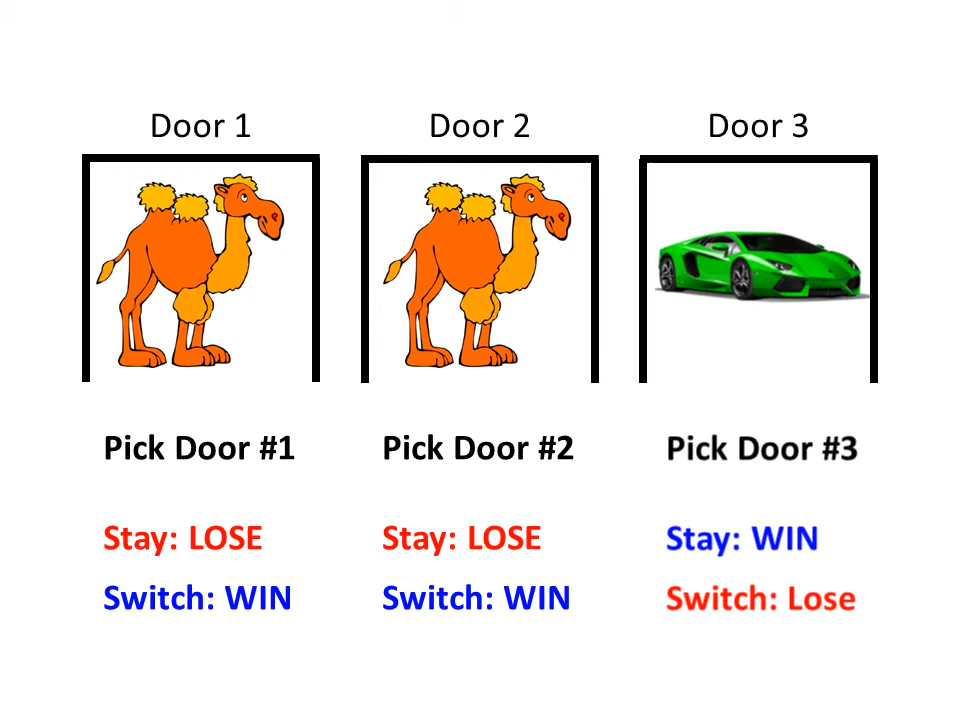 Door 1
Door 2
Door 3
Pick Door #1
Pick Door #2
Pick Door #3
Stay: LOSE
Stay: LOSE
Stay: WIN
Switch: WIN
Switch: WIN
Switch: Lose